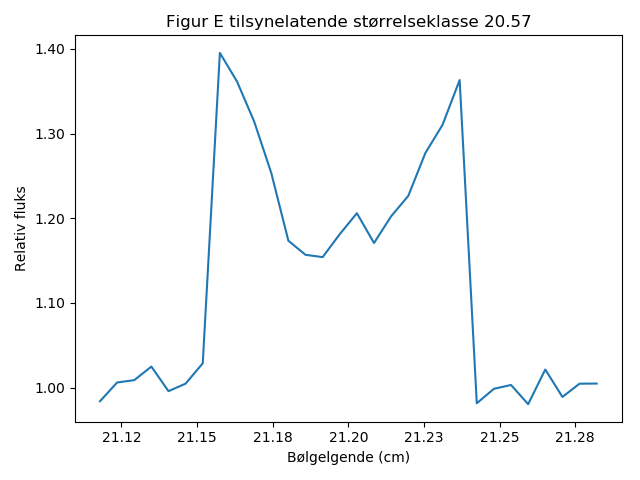 Figur E tilsynelatende størrelseklasse 20.57
Relativ fluks
1.40
1.30
1.20
1.10
1.00
21.12 21.15 21.18 21.20 21.23 21.25 21.28
Bølgelgende (cm)